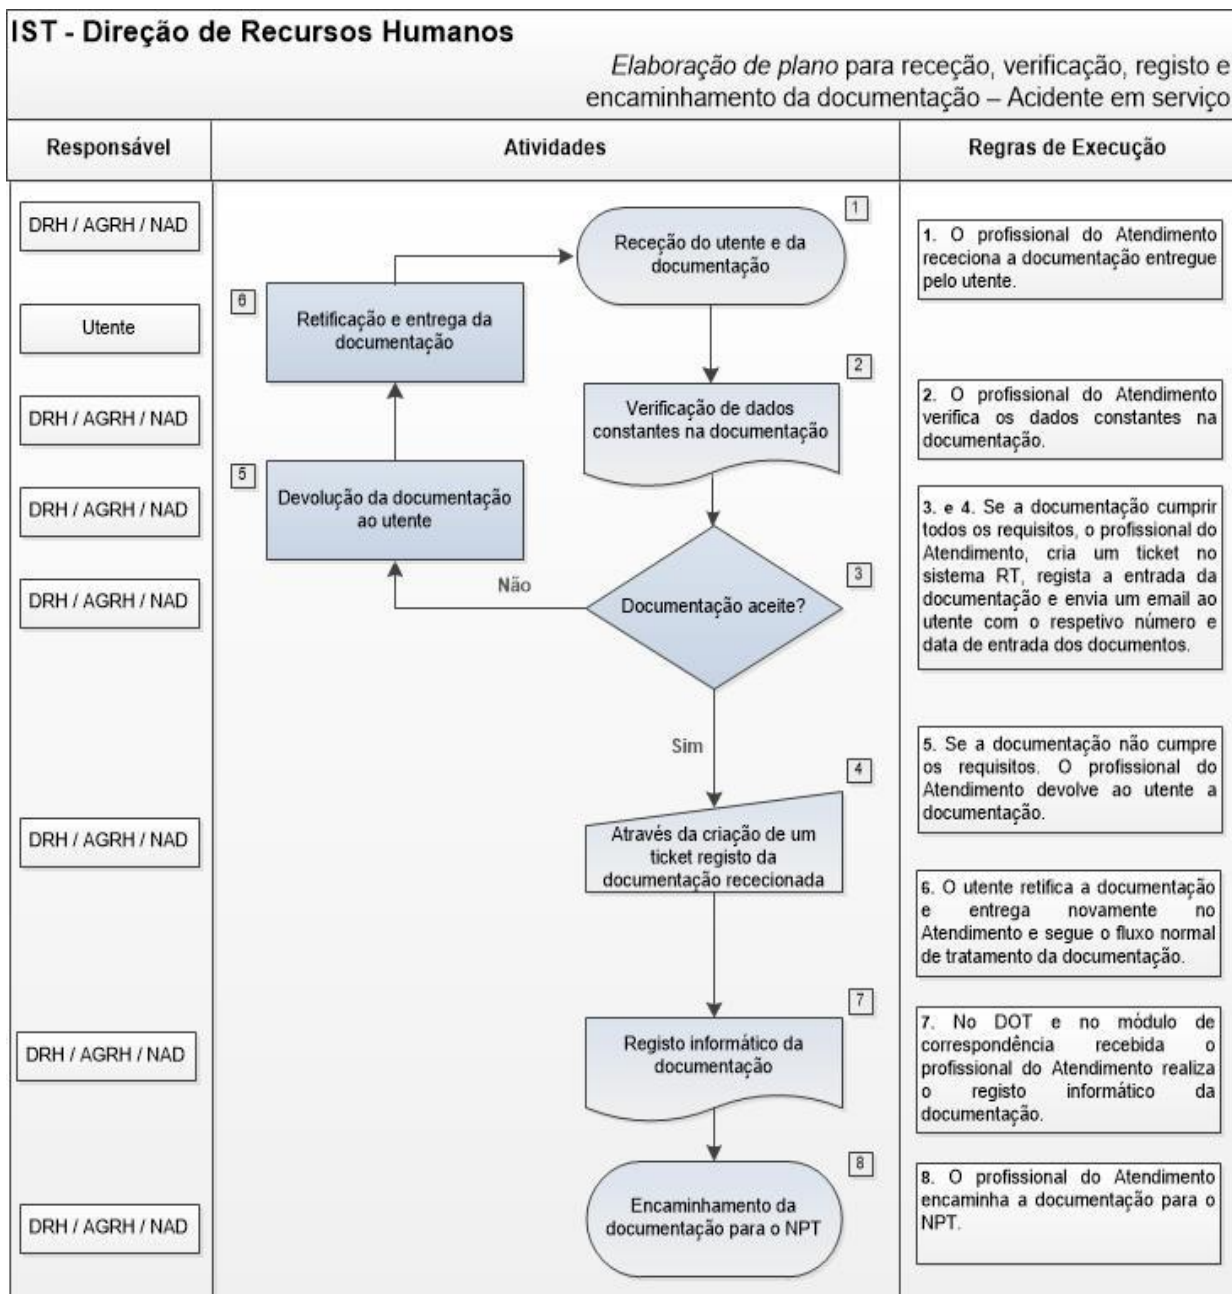 IST - Direção de Recursos Humanos
Elaboração de plano para receção, verificação, registo e
encaminhamento da documentação – Acidente em serviço
Responsável
Atividades
Regras de Execução
DRH / AGRH / NAD
Utente
DRH / AGRH / NAD
DRH / AGRH / NAD
DRH / AGRH / NAD
DRH / AGRH / NAD
DRH / AGRH / NAD
DRH / AGRH / NAD
1
Receção do utente e da
documentação
6
Retificação e entrega da
documentação
2
Verificação de dados
constantes na documentação
5
Devolução da documentação
ao utente
Não
3
Documentação aceite?
Sim
4
Através da criação de um
ticket registo da
documentação rececionada
7
Registo informático da
documentação
8
Encaminhamento da
documentação para o NPT
1. O profissional do Atendimento
receciona a documentação entregue
pelo utente.
2. O profissional do Atendimento
verifica os dados constantes na
documentação.
3. e 4. Se a documentação cumprir
todos os requisitos, o profissional do
Atendimento, cria um ticket no
sistema RT, regista a entrada da
documentação e envia um email ao
utente com o respetivo número e
data de entrada dos documentos.
5. Se a documentação não cumpre
os requisitos. O profissional do
Atendimento devolve ao utente a
documentação.
6. O utente retifica a documentação
e entrega novamente no
Atendimento e segue o fluxo normal
de tratamento da documentação.
7. No DOT e no módulo de
correspondência recebida o
profissional do Atendimento realiza
o registo informático da
documentação.
8. O profissional do Atendimento
encaminha a documentação para o
NPT.